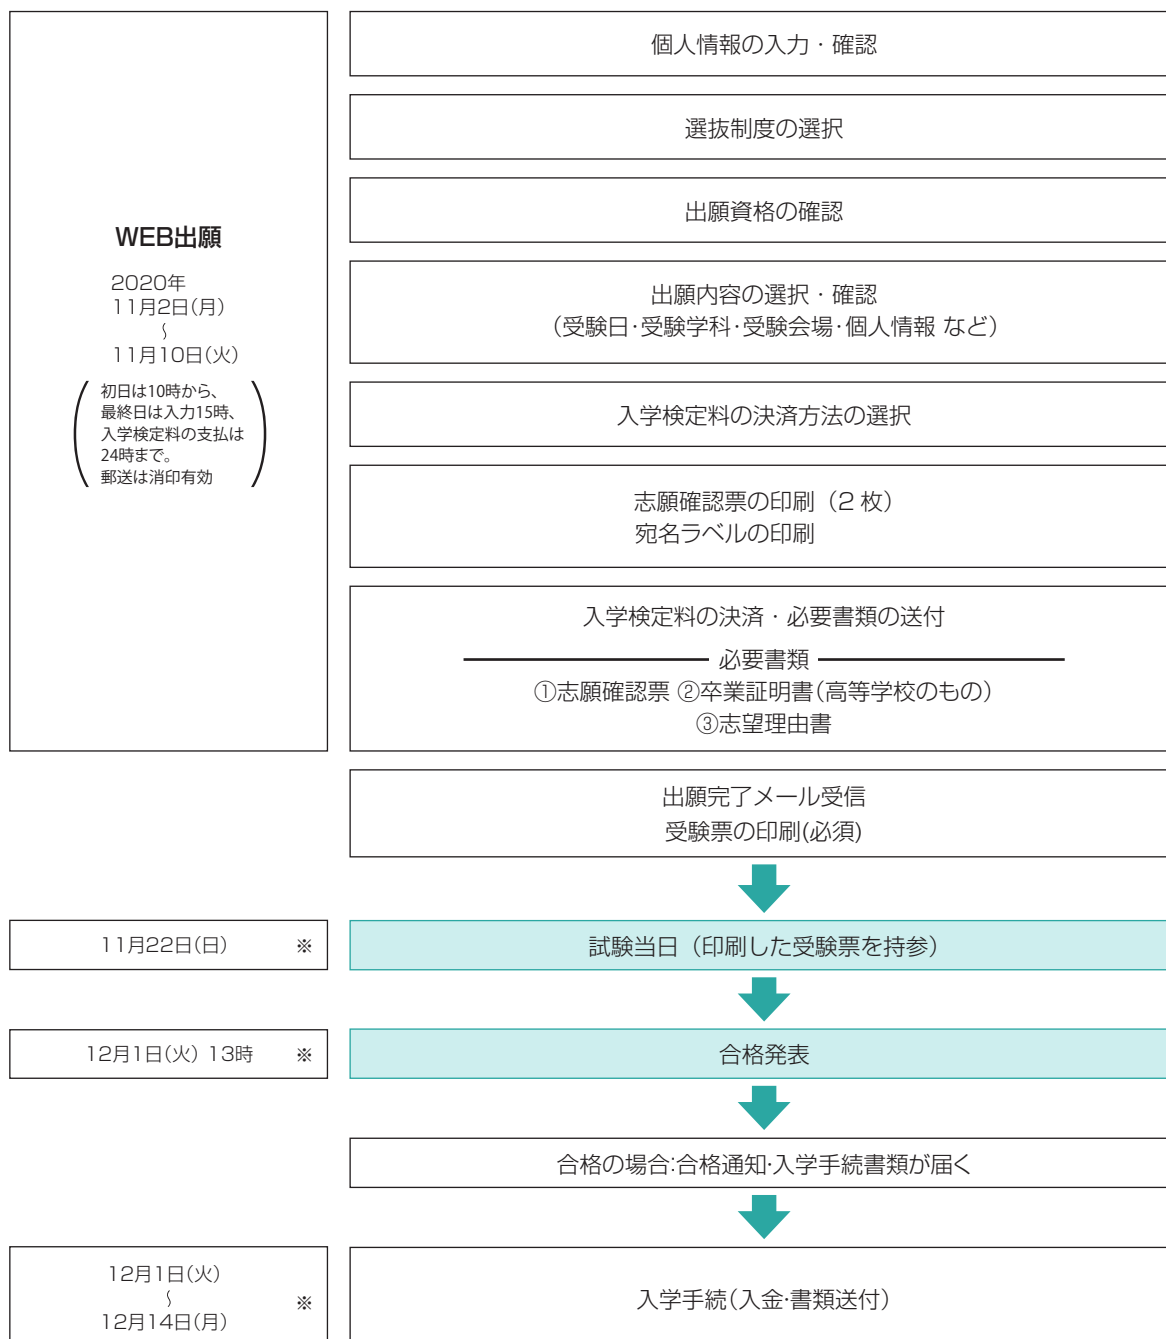 WEB出願
2020年
11月2日(月)
〜
11月10日(火)
初日は10時から、
最終日は入力15時、
入学検定料の支払は
24時まで。
郵送は消印有効
個人情報の入力・確認
選抜制度の選択
出願資格の確認
出願内容の選択・確認
（受験日・受験学科・受験会場・個人情報 など）
入学検定料の決済方法の選択
志願確認票の印刷（2 枚）
宛名ラベルの印刷
入学検定料の決済・必要書類の送付
必要書類
①志願確認票 ②卒業証明書（高等学校のもの）
③志望理由書
出願完了メール受信
受験票の印刷(必須)
11月22日(日) ※
試験当日（印刷した受験票を持参）
12月1日(火) 13時 ※
合格発表
合格の場合:合格通知・入学手続書類が届く
12月1日(火)
〜
※
12月14日(月)
入学手続（入金・書類送付）